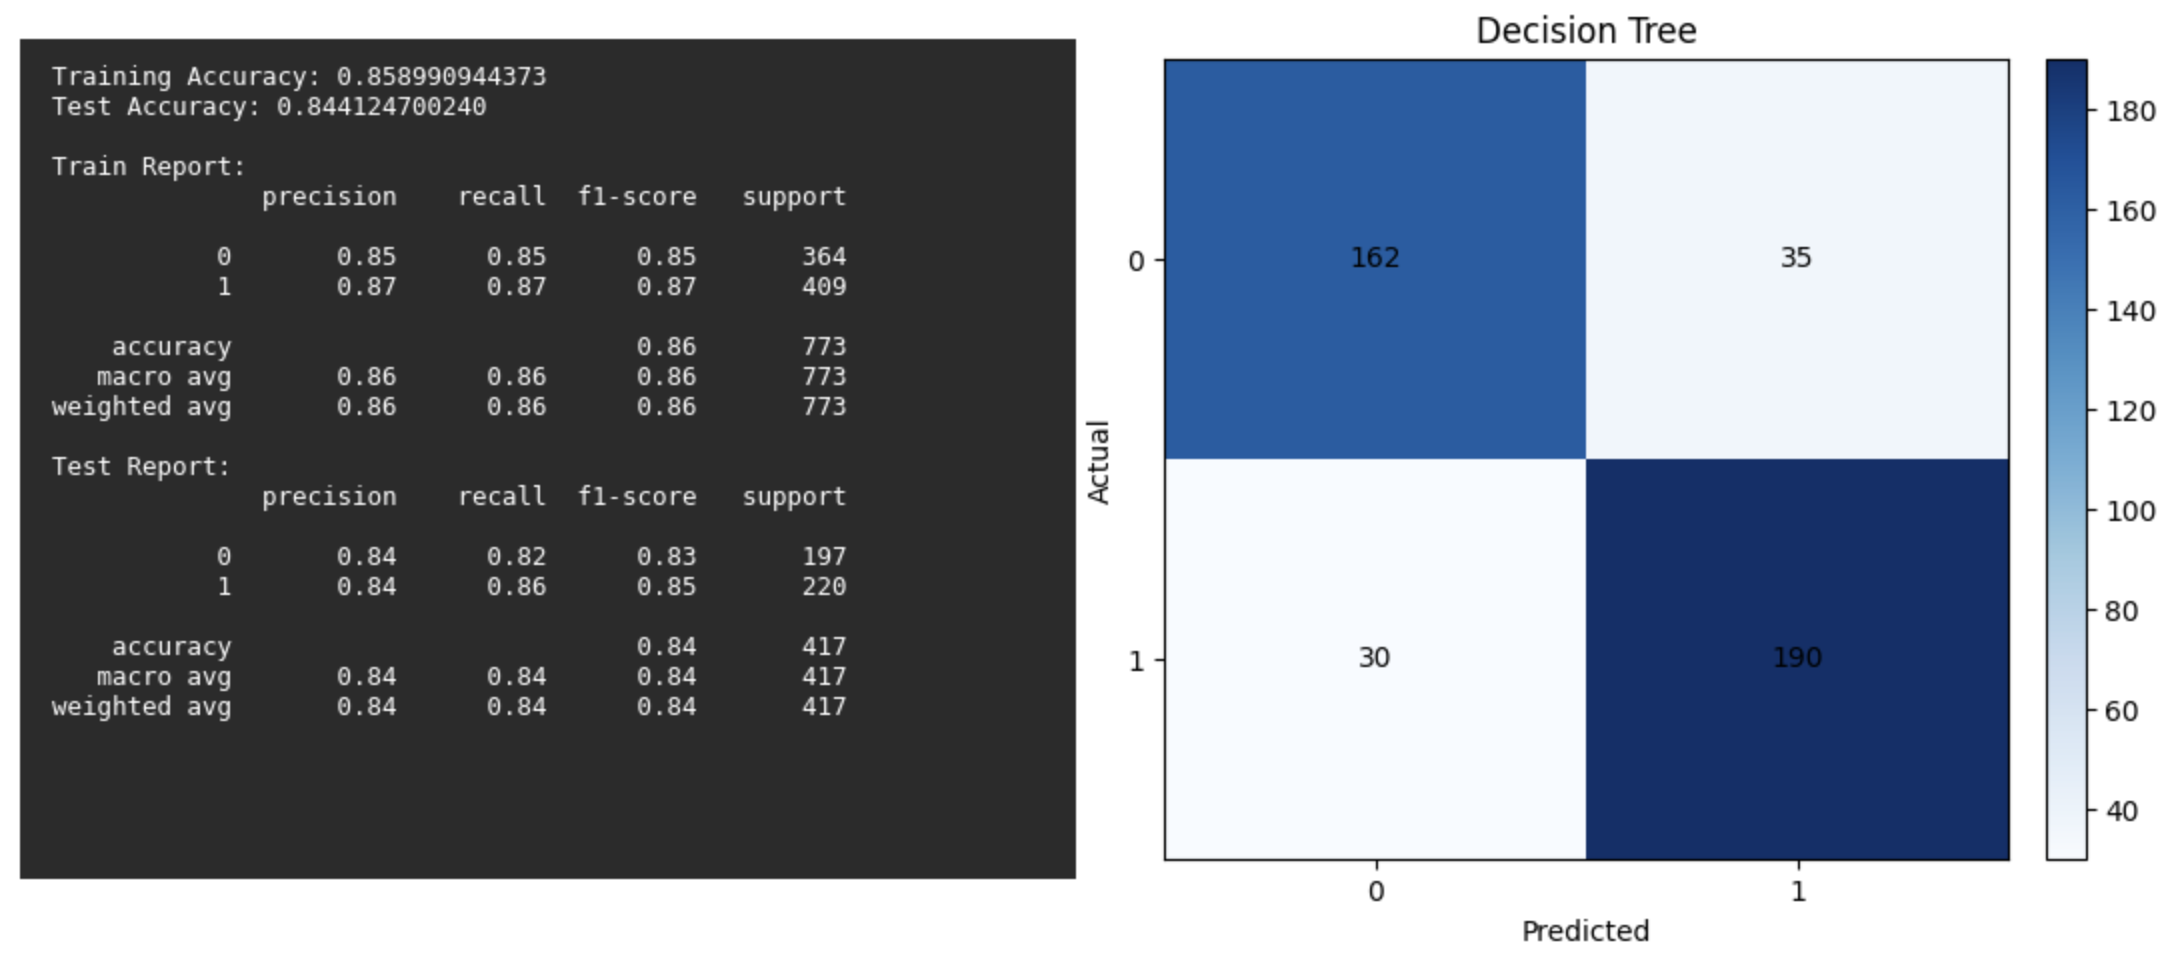 Training Accuracy: 0.858990944373
Test Accuracy: 0.844124700240
Train Report:
precision recall f1-score support
0 0.85 0.85 0.85 364
1 0.87 0.87 0.87 409
accuracy 0.86 773
macro avg 0.86 0.86 0.86 773
weighted avg 0.86 0.86 0.86 773
Test Report:
precision recall f1-score support
0 0.84 0.82 0.83 197
1 0.84 0.86 0.85 220
accuracy 0.84 417
macro avg 0.84 0.84 0.84 417
weighted avg 0.84 0.84 0.84 417
Decision Tree
Actual
0
162 35
1
30 190
0 1
Predicted
180
160
140
120
100
80
60
40